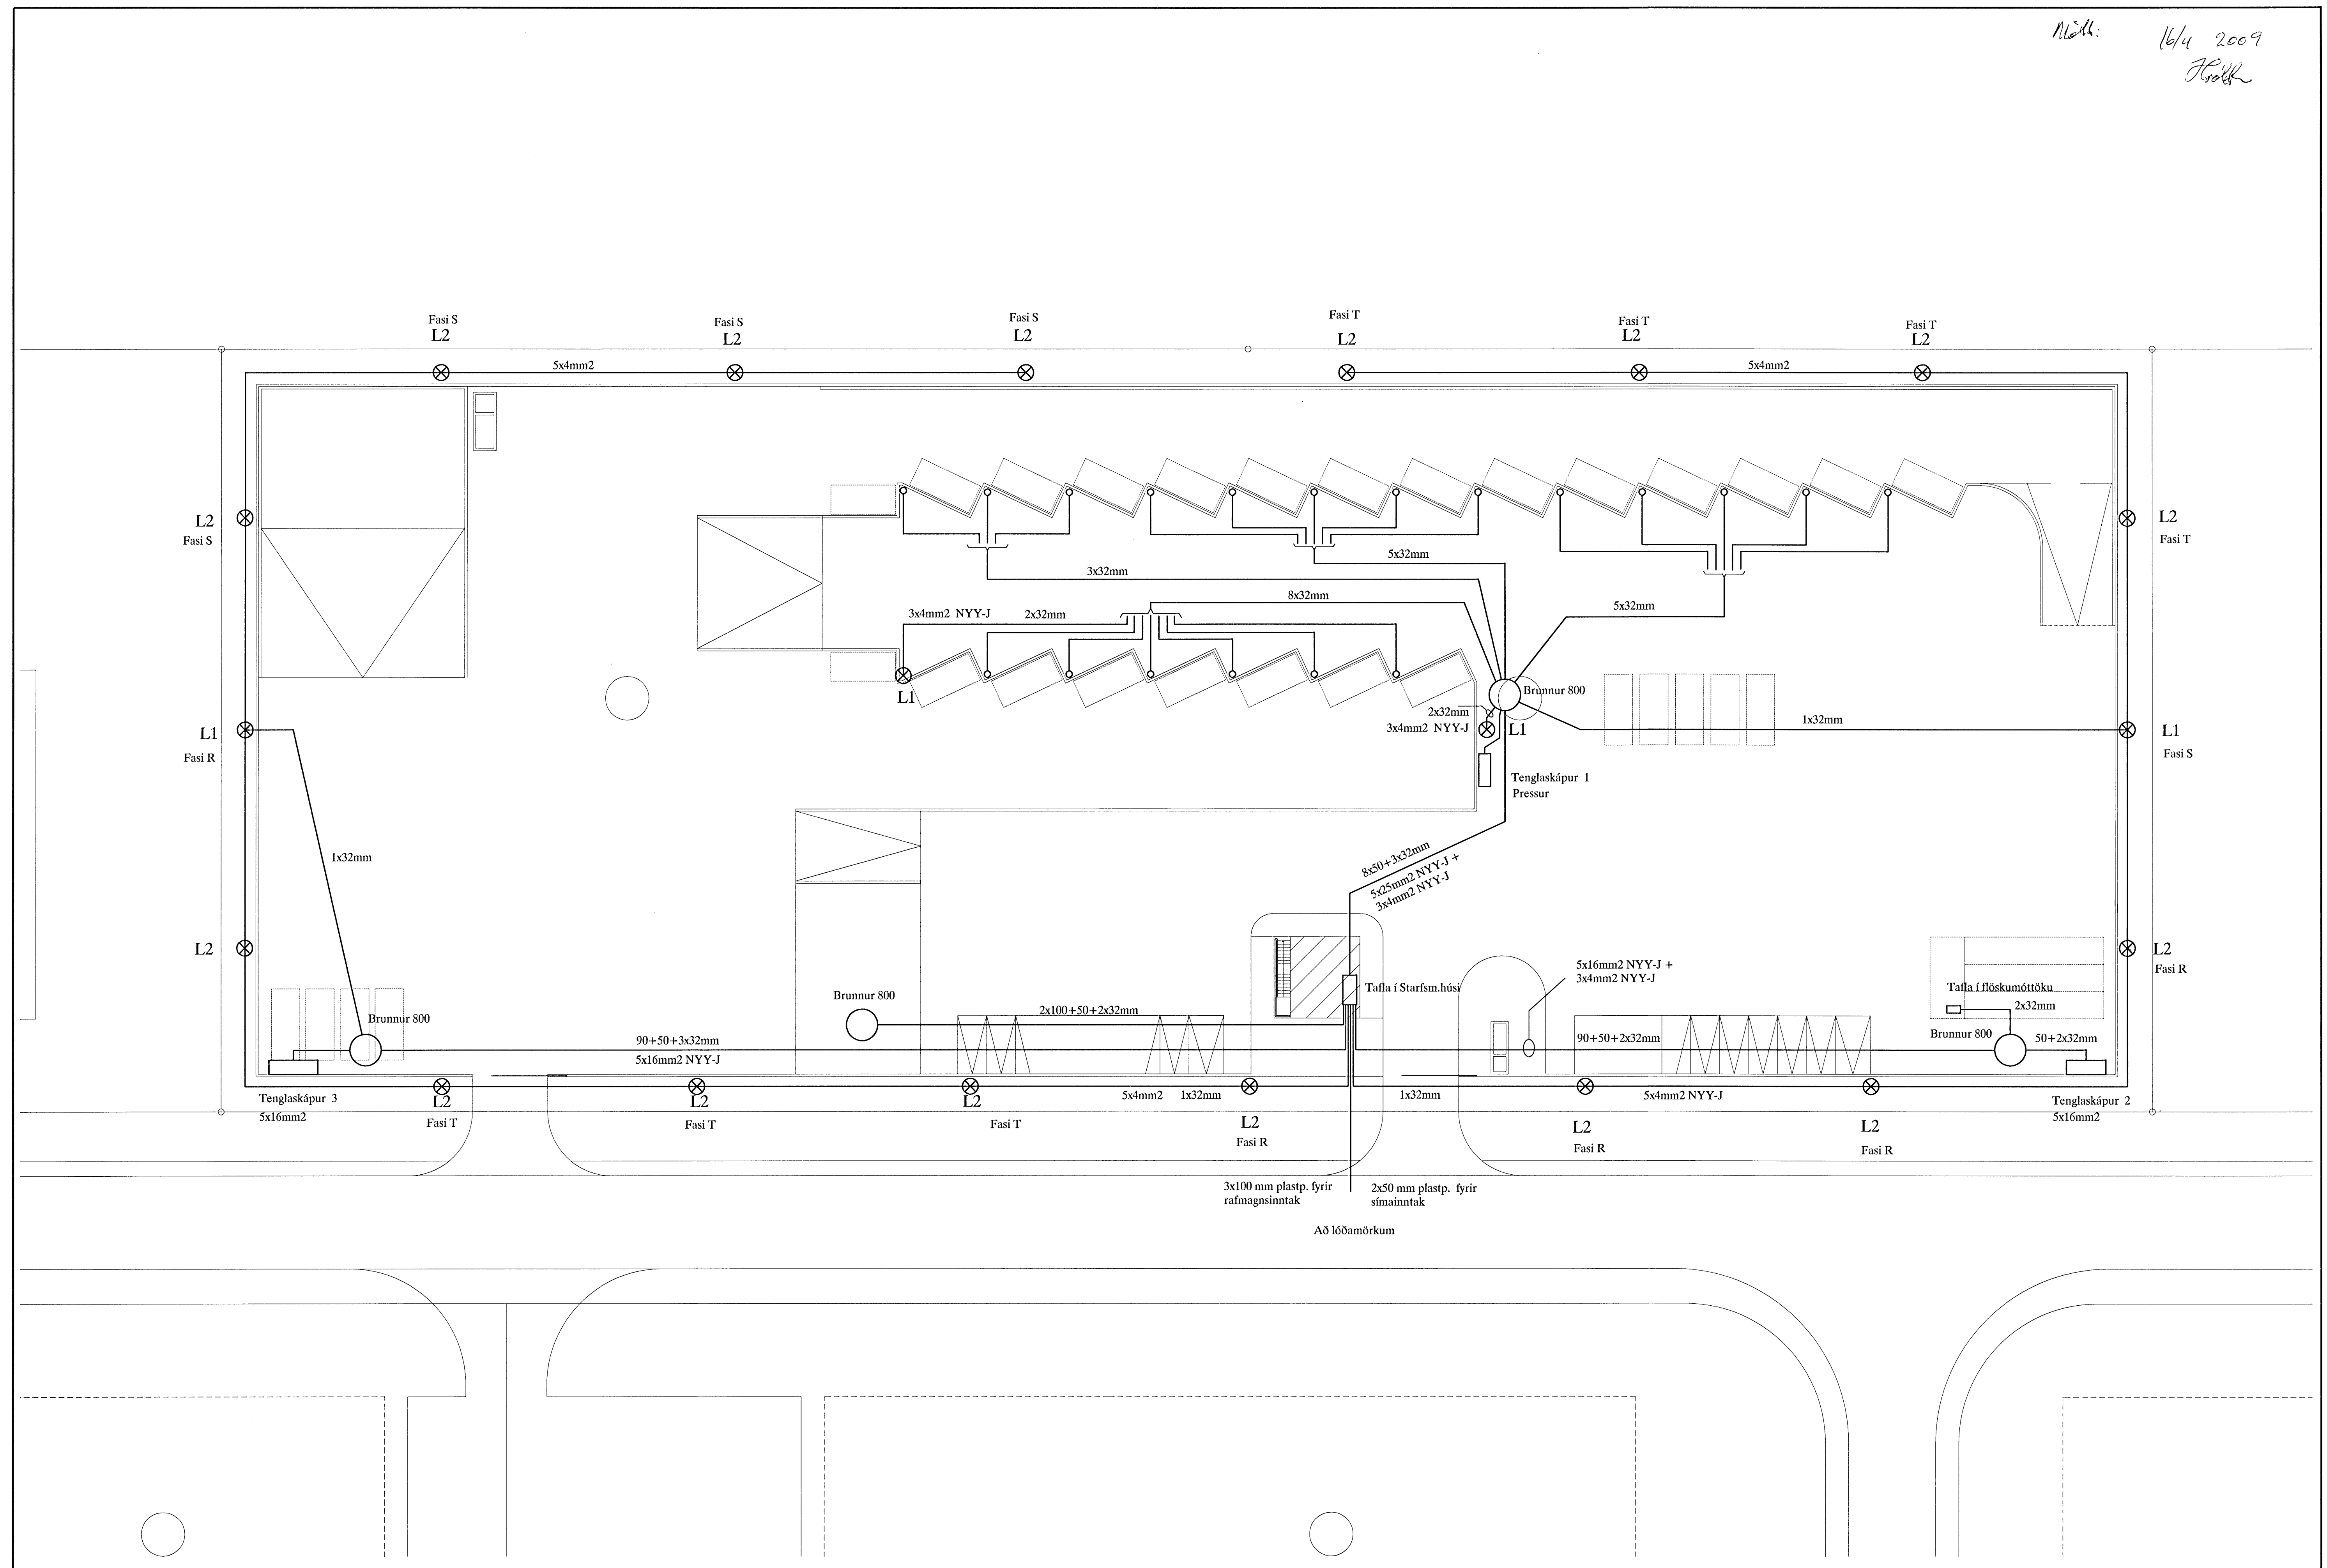 16/4 2009
Fasi S
L2
Fasi S
L2
Fasi S
L2
Fasi T
L2
Fasi T
L2
Fasi T
L2
5x4mm2
5x4mm2
L2
Fasi S
L2
Fasi T
5x32mm
3x32mm
8x32mm
5x32mm
3x4mm2 NYY-J
2x32mm
L1
Brunnur 800
2x32mm
3x4mm2 NYY-J
L1
1x32mm
L1
Fasi R
L1
Fasi S
Tenglaskápur 1
Pressur
1x32mm
8x50+3x32mm
5x25mm2 NYY-J +
3x4mm2 NYY-J
L2
L2
Fasi R
5x16mm2 NYY-J +
3x4mm2 NYY-J
Tafla í Starfsm.húsi
Tafla í flöskumóttöku
2x32mm
Brunnur 800
2x100+50+2x32mm
Brunnur 800
90+50+3x32mm
5x16mm2 NYY-J
90+50+2x32mm
Brunnur 800
50+2x32mm
Tenglaskápur 3
5x16mm2
L2
Fasi T
L2
Fasi T
L2
Fasi T
5x4mm2
1x32mm
L2
Fasi R
1x32mm
5x4mm2 NYY-J
L2
Fasi R
L2
Fasi R
Tenglaskápur 2
5x16mm2
3x100 mm plastp. fyrir
rafmagnsinntak
2x50 mm plastp. fyrir
símainntak
Að lóðamörkum